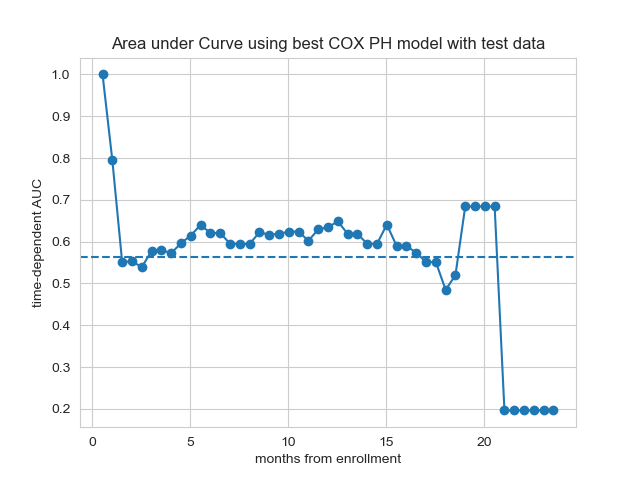 Area under Curve using best COX PH model with test data
1.0
0.9
0.8
0.7
0.6
0.5
0.4
0.3
0.2
time-dependent AUC
0 5 10 15 20
months from enrollment